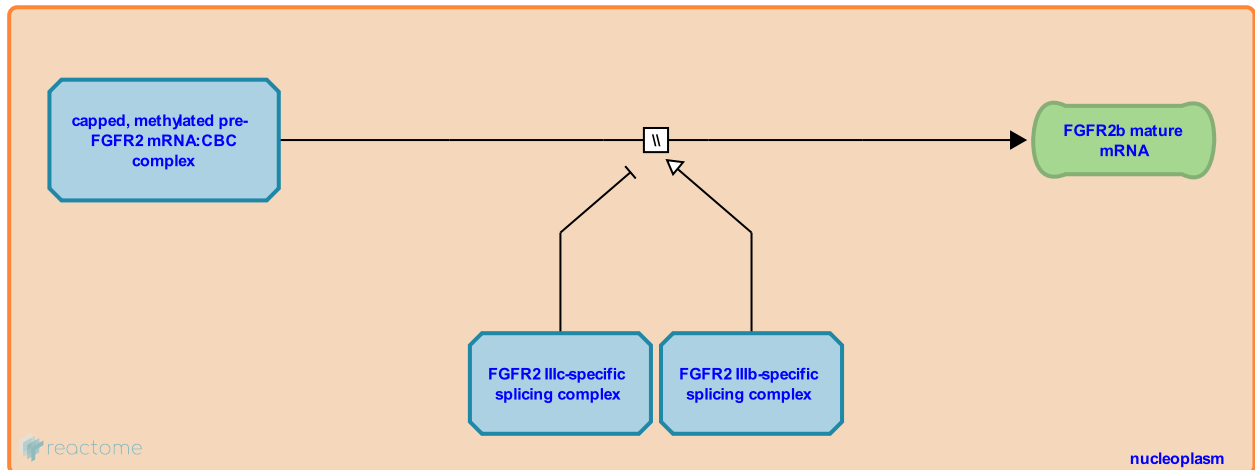 capped, methylated pre-
FGFR2 mRNA:CBC
complex
\\
FGFR2b mature
mRNA
FGFR2 IIIc-specific
splicing complex
FGFR2 IIIb-specific
splicing complex
reactome
nucleoplasm